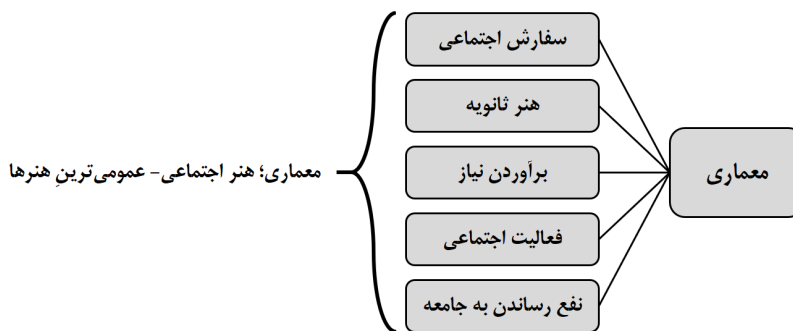 معماری
سفارش اجتماعی
هنر ثانویه
برآوردن نیاز
فعالیت اجتماعی
نفع رساندن به جامعه
معماری؛ هنر اجتماعی- عمومی‌ترینِ هنرها